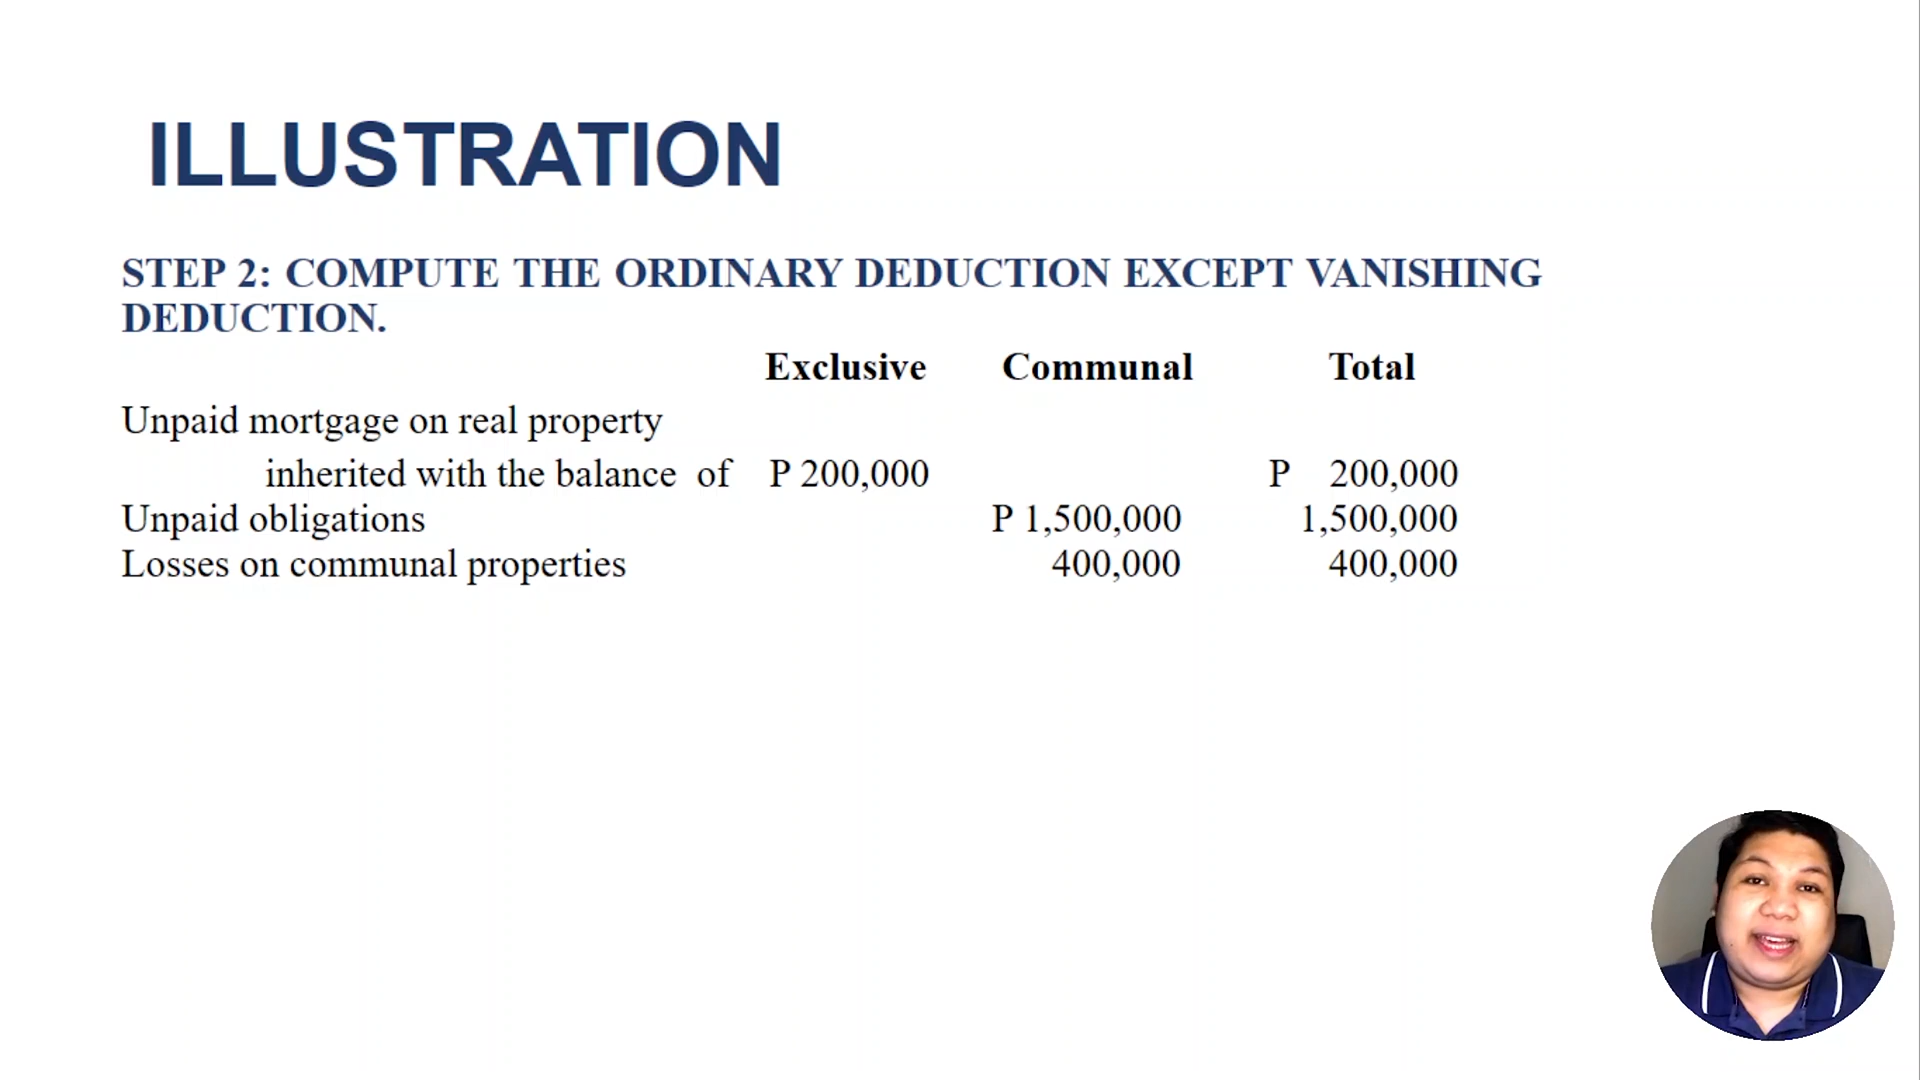 ILLUSTRATION
STEP 2: COMPUTE THE ORDINARY DEDUCTION EXCEPT VANISHING
DEDUCTION.
Exclusive Communal Total
Unpaid mortgage on real property
inherited with the balance of P 200,000 P 200,000
Unpaid obligations P 1,500,000 1,500,000
Losses on communal properties 400,000 400,000